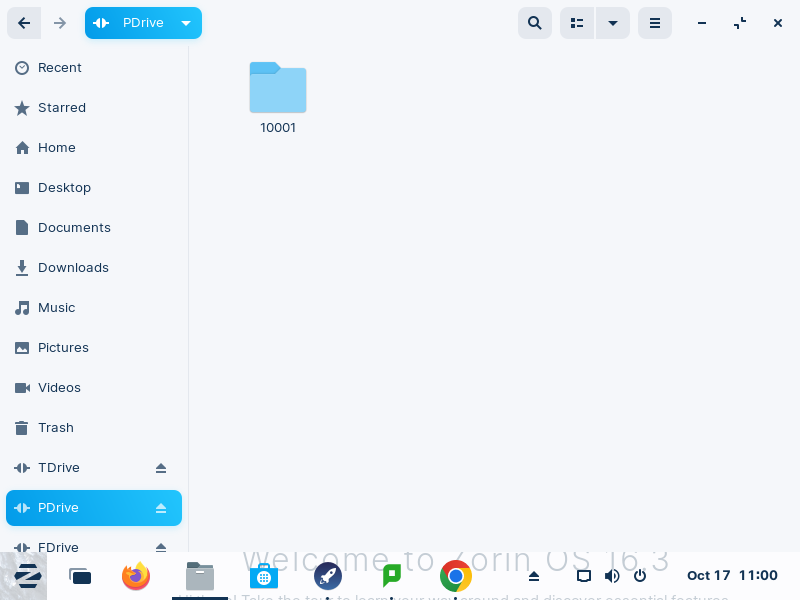 PDrive
Recent
Starred
Home
Desktop
Documents
Downloads
Music
Pictures
Videos
Trash
TDrive
PDrive
FDrive
10001
Welcome to Zorin OS 16.3
Take the tour to learn your way around and discover essential features
Oct 17 11:00